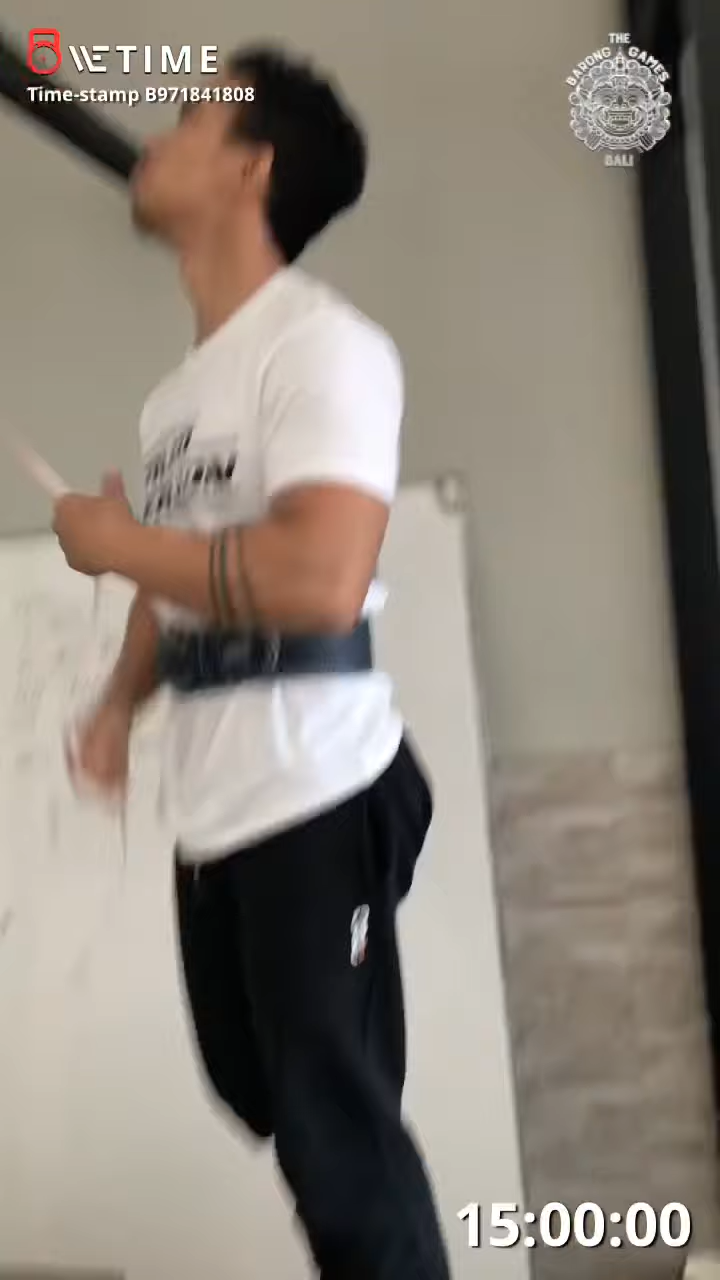 WETIME
Time-stamp B971841808
THE
BARONG GAMES
BALI
15:00:00